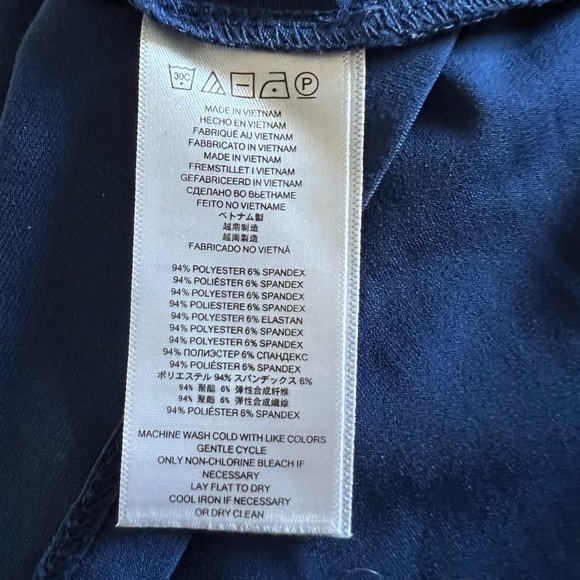 30C P
MADE IN VIETNAM
HECHO EN VIETNAM
FABRIQUÉ AU VIETNAM
FABBRICATO IN VIETNAM
MADE IN VIETNAM
FREMSTILLET I VIETNAM
GEFABRICEERD IN VIETNAM
СДЕЛАНО ВО ВЬЕТНАМЕ
FEITO NO VIETNAME
ベトナム製
越南制造
越南製造
FABRICADO NO VIETNÃ
94% POLYESTER 6% SPANDEX
94% POLIÉSTER 6% SPANDEX
94% POLYESTER 6% SPANDEX
94% POLIESTERE 6% SPANDEX
94% POLYESTER 6% ELASTAN
94% POLYESTER 6% SPANDEX
94% POLYESTER 6% SPANDEX
94% ПОЛИЭСТЕР 6% СПАНДЕКС
94% POLIÉSTER 6% SPANDEX
ポリエステル 94% スパンデックス 6%
94% 聚酯 6% 弹性合成纤维
94% 聚酯 6% 彈性合成纖維
94% POLIÉSTER 6% SPANDEX
MACHINE WASH COLD WITH LIKE COLORS
GENTLE CYCLE
ONLY NON-CHLORINE BLEACH IF
NECESSARY
LAY FLAT TO DRY
COOL IRON IF NECESSARY
OR DRY CLEAN